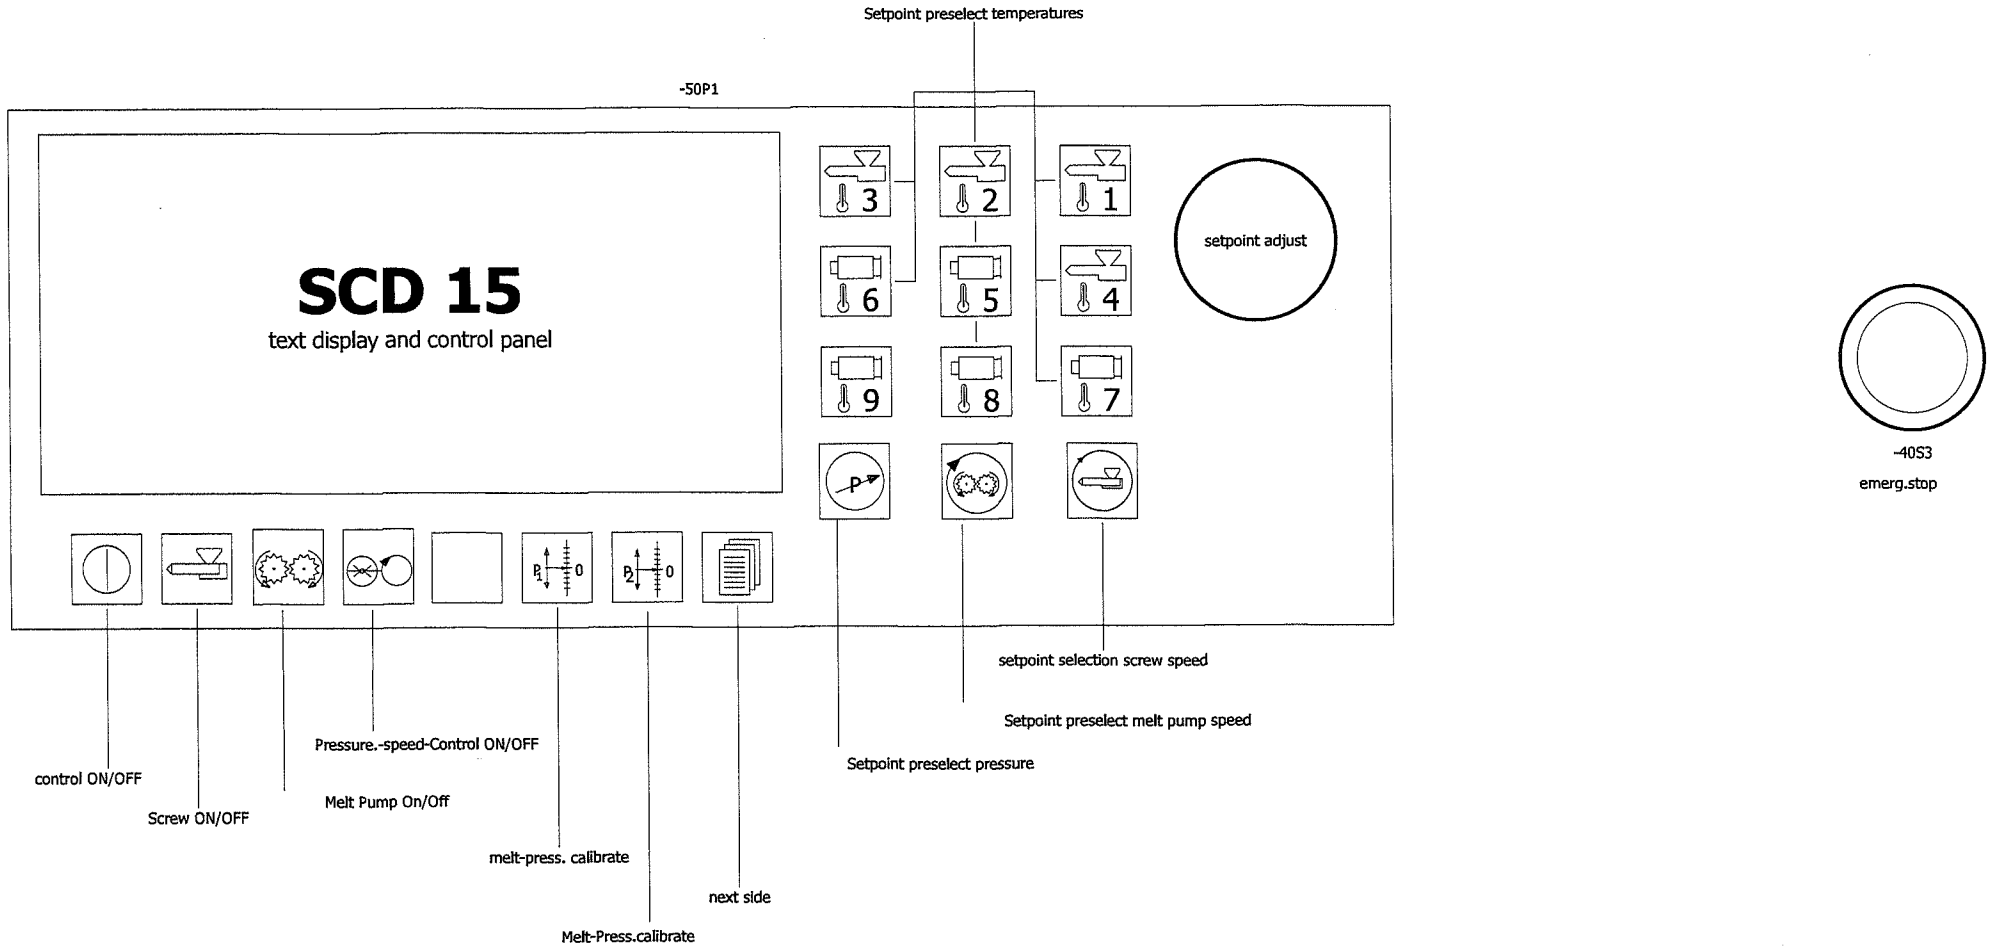 Setpoint preselect temperatures
-50P1
3
2
1
setpoint adjust
SCD 15
text display and control panel
6
5
4
9
8
7
-40S3
emerg.stop
P
P1 0
P2 0
setpoint selection screw speed
Setpoint preselect melt pump speed
Pressure.-speed-Control ON/OFF
Setpoint preselect pressure
control ON/OFF
Melt Pump On/Off
Screw ON/OFF
melt-press. calibrate
next side
Melt-Press.calibrate